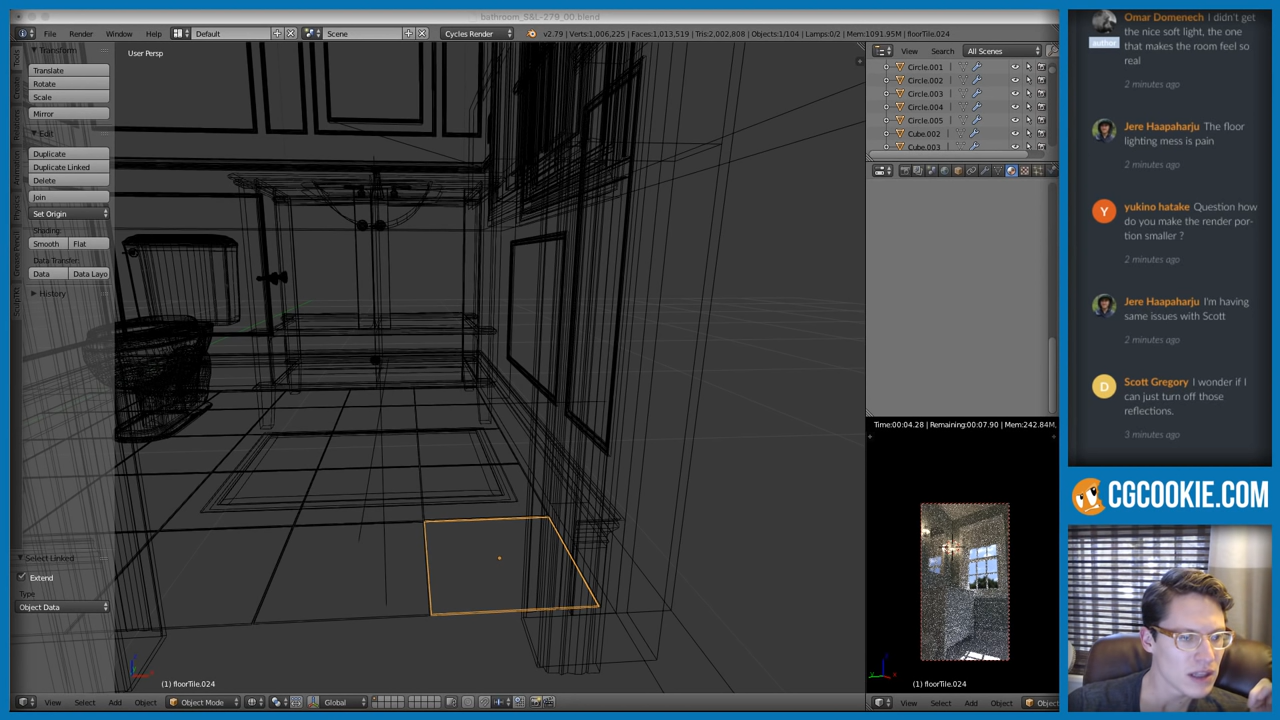 bathroom_S&L-279_00.blend
File Render Window Help Default Scene Cycles Render v2.79 | Verts:1,006,225 | Faces:1,013,519 | Tris:2,002,808 | Objects:1/104 | Lamps:0/2 | Mem:1091.95M | floorTile.024
Transform
Translate
Rotate
Scale
Mirror
Edit
Duplicate
Duplicate Linked
Delete
Join
Set Origin
Shading:
Smooth Flat
Data Transfer:
Data Data Layo
History
Select Linked
Extend
Type
Object Data
Tools
User Persp
(1) floorTile.024
View Select Add Object Object Mode Global
View Search All Scenes
Circle.001
Circle.002
Circle.003
Circle.004
Circle.005
Cube.002
Cube.003
Time:00:04.28 | Remaining:00:07.90 | Mem:242.84M,
(1) floorTile.024
View Select Add Object Object
Omar Domenech I didn't get
author
the nice soft light, the one
that makes the room feel so
real
2 minutes ago
Jere Haapaharju The floor
lighting mess is pain
2 minutes ago
Y
yukino hatake Question how
do you make the render por-
tion smaller ?
2 minutes ago
Jere Haapaharju I'm having
same issues with Scott
2 minutes ago
D
Scott Gregory I wonder if I
can just turn off those
reflections.
3 minutes ago
CGCOOKIE.COM